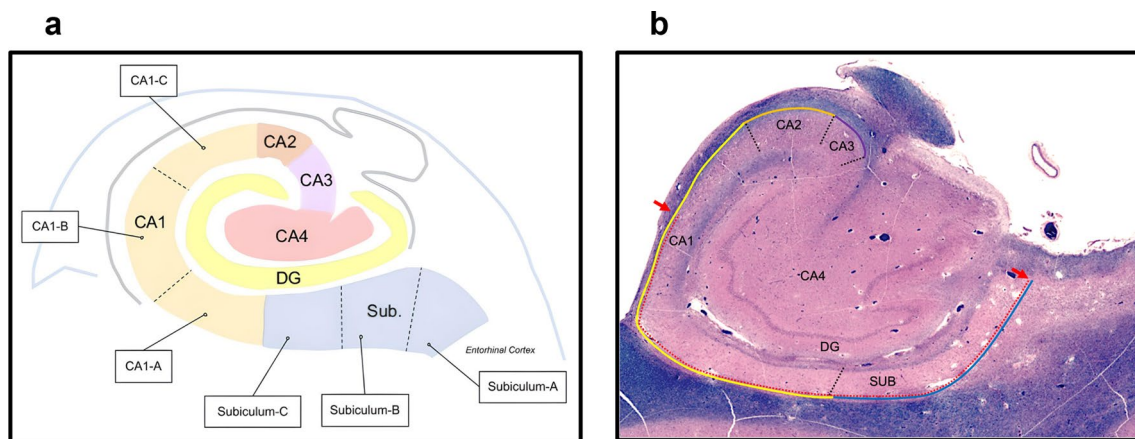 a
b
CA1-C
CA2
CA3
CA1
CA1-B
CA4
DG
Sub.
Entorhinal Cortex
CA1-A
Subiculum-C
Subiculum-B
Subiculum-A
CA2
CA3
CA1
CA4
DG
SUB